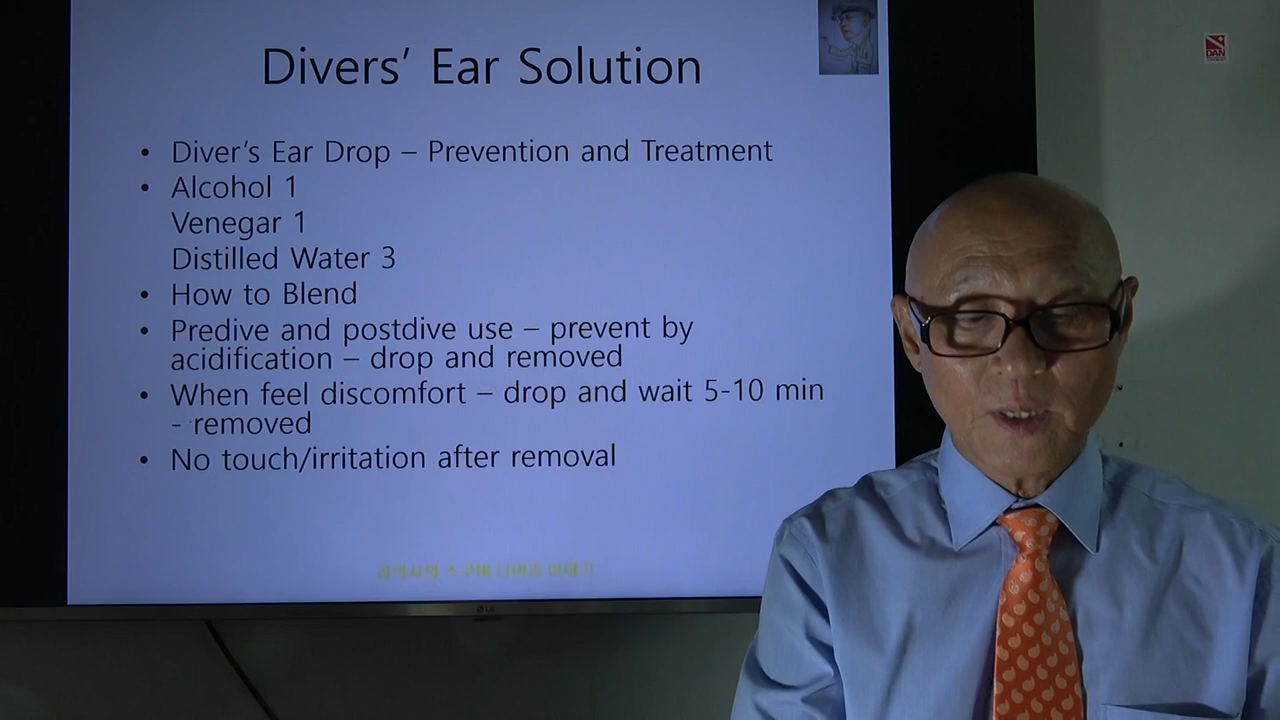 Divers' Ear Solution
• Diver's Ear Drop – Prevention and Treatment
• Alcohol 1
Venegar 1
Distilled Water 3
• How to Blend
• Predive and postdive use – prevent by
acidification – drop and removed
• When feel discomfort – drop and wait 5-10 min
- removed
• No touch/irritation after removal
LG
DAN